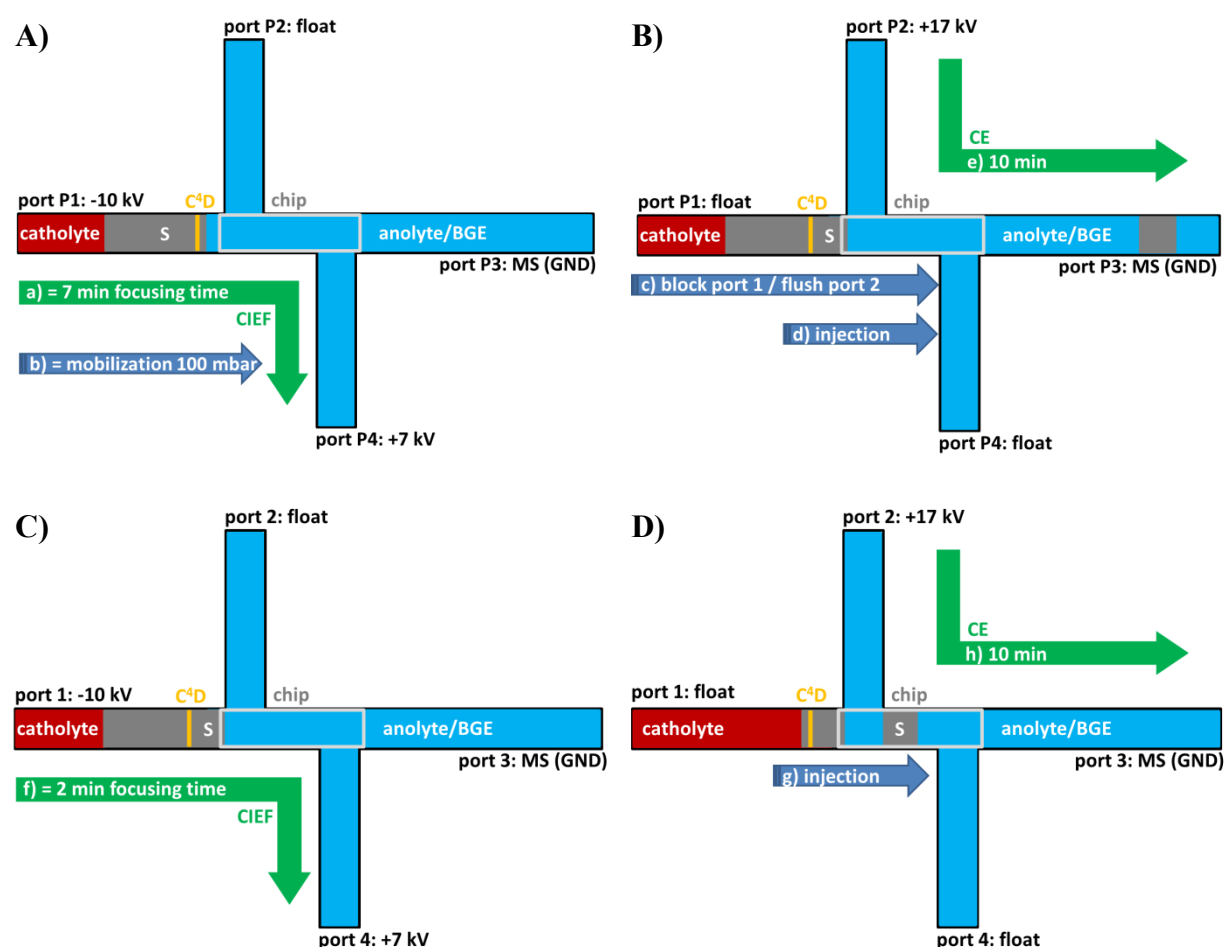 A)
port P2: float
port P1: -10 kV
C⁴D
chip
catholyte
S
anolyte/BGE
port P3: MS (GND)
a) = 7 min focusing time
CIEF
b) = mobilization 100 mbar
port P4: +7 kV
B)
port P2: +17 kV
CE
e) 10 min
port P1: float
C⁴D
chip
catholyte
S
anolyte/BGE
port P3: MS (GND)
c) block port 1 / flush port 2
d) injection
port P4: float
C)
port 2: float
port 1: -10 kV
C⁴D
chip
catholyte
S
anolyte/BGE
port 3: MS (GND)
f) = 2 min focusing time
CIEF
port 4: +7 kV
D)
port 2: +17 kV
CE
h) 10 min
port 1: float
C⁴D
chip
catholyte
S
anolyte/BGE
port 3: MS (GND)
g) injection
port 4: float